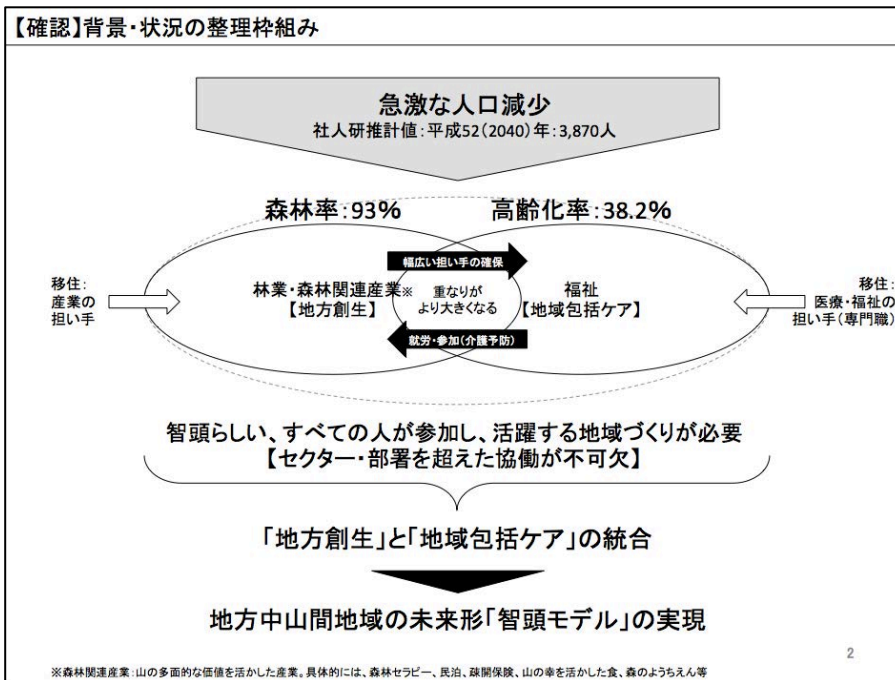 【確認】背景・状況の整理枠組み
急激な人口減少
社人研推計値:平成52(2040)年:3,870人
森林率:93%
高齢化率:38.2%
移住:
産業の
担い手
林業・森林関連産業※
【地方創生】
幅広い担い手の確保
重なりが
より大きくなる
就労・参加(介護予防)
福祉
【地域包括ケア】
移住:
医療・福祉の
担い手(専門職)
智頭らしい、すべての人が参加し、活躍する地域づくりが必要
【セクター・部署を超えた協働が不可欠】
「地方創生」と「地域包括ケア」の統合
地方中山間地域の未来形「智頭モデル」の実現
※森林関連産業:山の多面的な価値を活かした産業。具体的には、森林セラピー、民泊、疎開保険、山の幸を活かした食、森のようちえん等
2